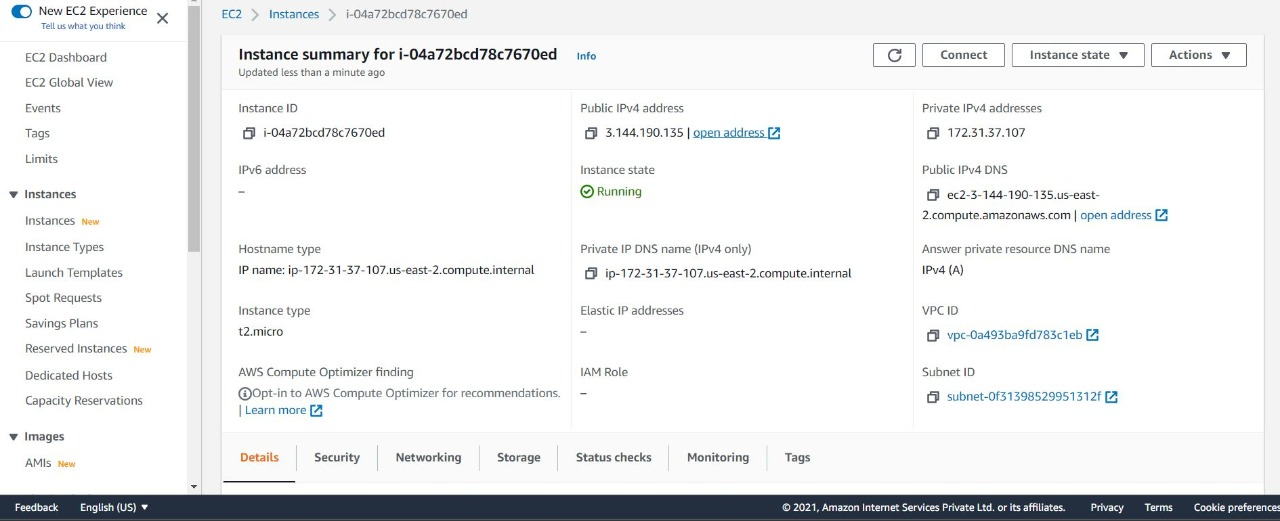 New EC2 Experience
Tell us what you think
EC2 Dashboard
EC2 Global View
Events
Tags
Limits
Instances
Instances New
Instance Types
Launch Templates
Spot Requests
Savings Plans
Reserved Instances New
Dedicated Hosts
Capacity Reservations
Images
AMIs New
EC2 > Instances > i-04a72bcd78c7670ed
Instance summary for i-04a72bcd78c7670ed Info
Updated less than a minute ago
Connect
Instance state
Actions
Instance ID
i-04a72bcd78c7670ed
Public IPv4 address
3.144.190.135 | open address
Private IPv4 addresses
172.31.37.107
IPv6 address
–
Instance state
Running
Public IPv4 DNS
ec2-3-144-190-135.us-east-
2.compute.amazonaws.com | open address
Hostname type
IP name: ip-172-31-37-107.us-east-2.compute.internal
Private IP DNS name (IPv4 only)
ip-172-31-37-107.us-east-2.compute.internal
Answer private resource DNS name
IPv4 (A)
Instance type
t2.micro
Elastic IP addresses
–
VPC ID
vpc-0a493ba9fd783c1eb
AWS Compute Optimizer finding
Opt-in to AWS Compute Optimizer for recommendations.
| Learn more
IAM Role
–
Subnet ID
subnet-0f31398529951312f
Details
Security
Networking
Storage
Status checks
Monitoring
Tags
Feedback
English (US)
© 2021, Amazon Internet Services Private Ltd. or its affiliates.
Privacy
Terms
Cookie preferences